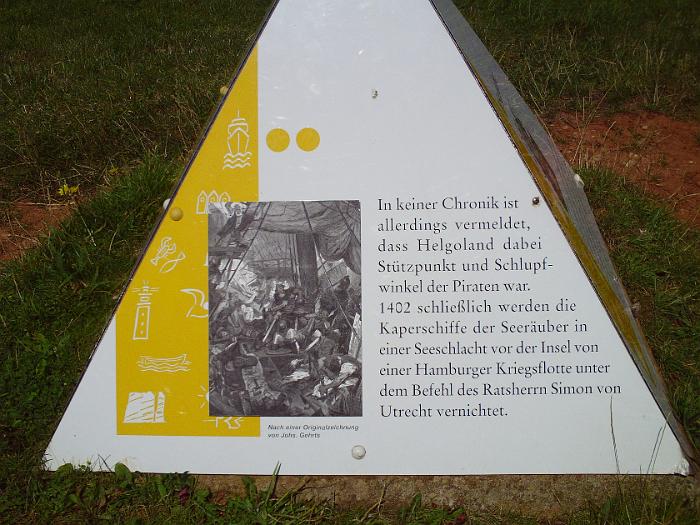 In keiner Chronik ist
allerdings vermeldet,
dass Helgoland dabei
Stützpunkt und Schlupf-
winkel der Piraten war.
1402 schließlich werden die
Kaperschiffe der Seeräuber in
einer Seeschlacht vor der Insel von
einer Hamburger Kriegsflotte unter
dem Befehl des Ratsherrn Simon von
Utrecht vernichtet.
Nach einer Originalzeichnung
von Johs. Gehrts